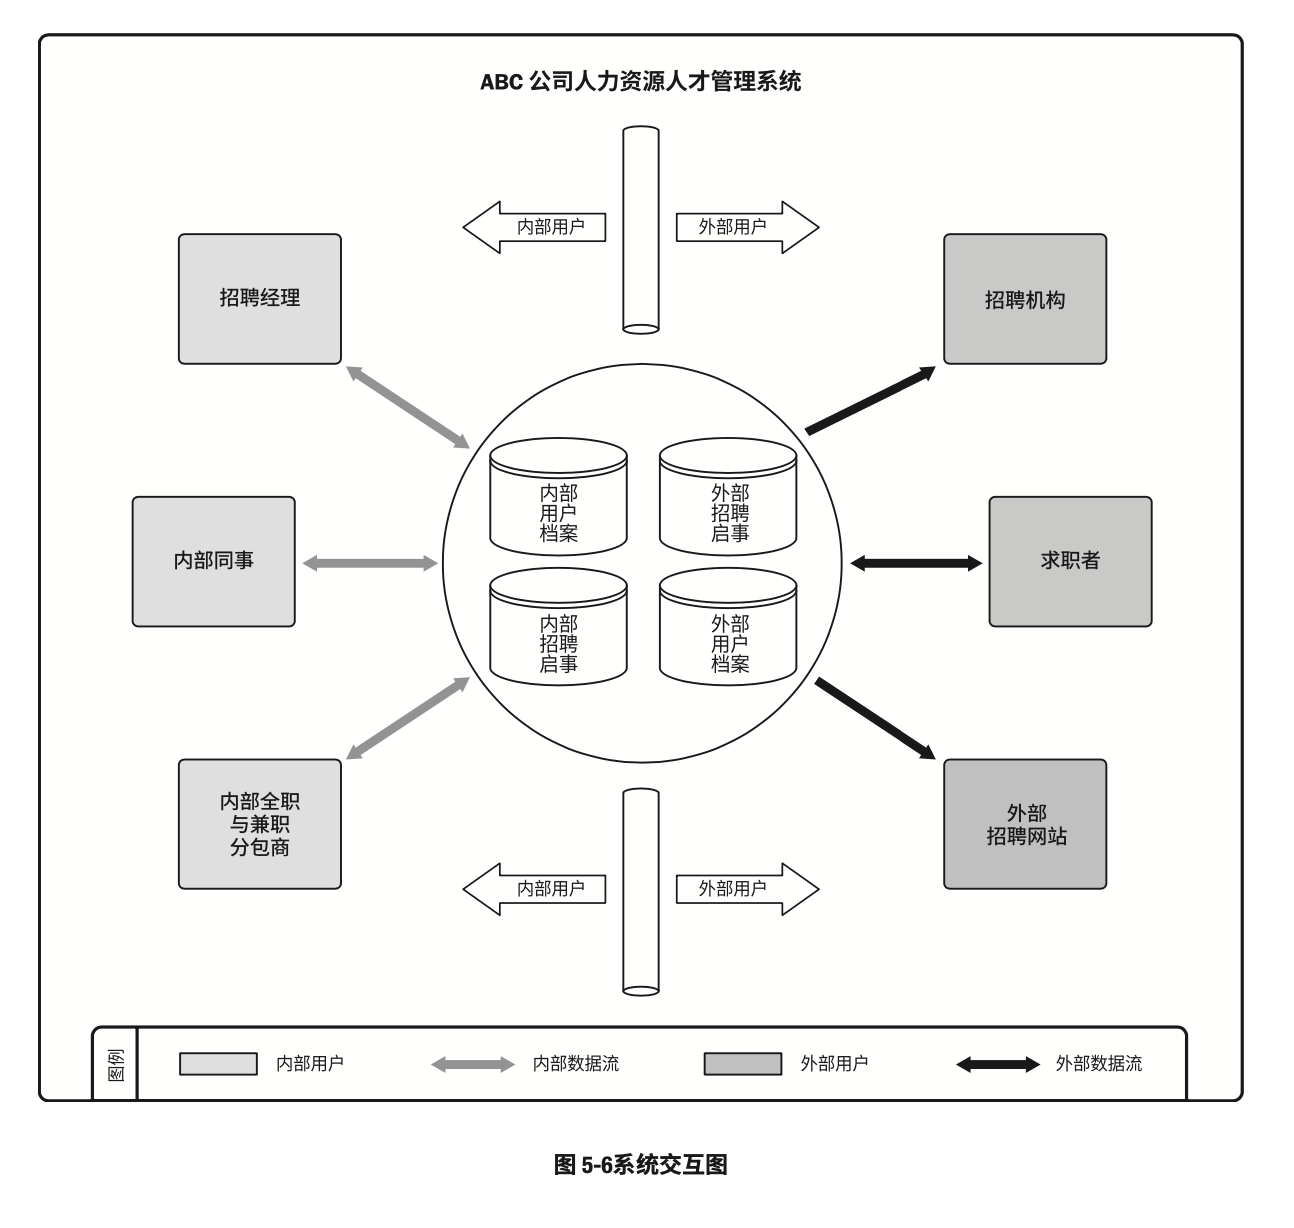 ABC 公司人力资源人才管理系统
内部用户
外部用户
招聘经理
招聘机构
内部
用户
档案
外部
招聘
启事
内部同事
求职者
内部
招聘
启事
外部
用户
档案
内部全职
与兼职
分包商
外部
招聘网站
内部用户
外部用户
图例
内部用户
内部数据流
外部用户
外部数据流
图 5-6系统交互图